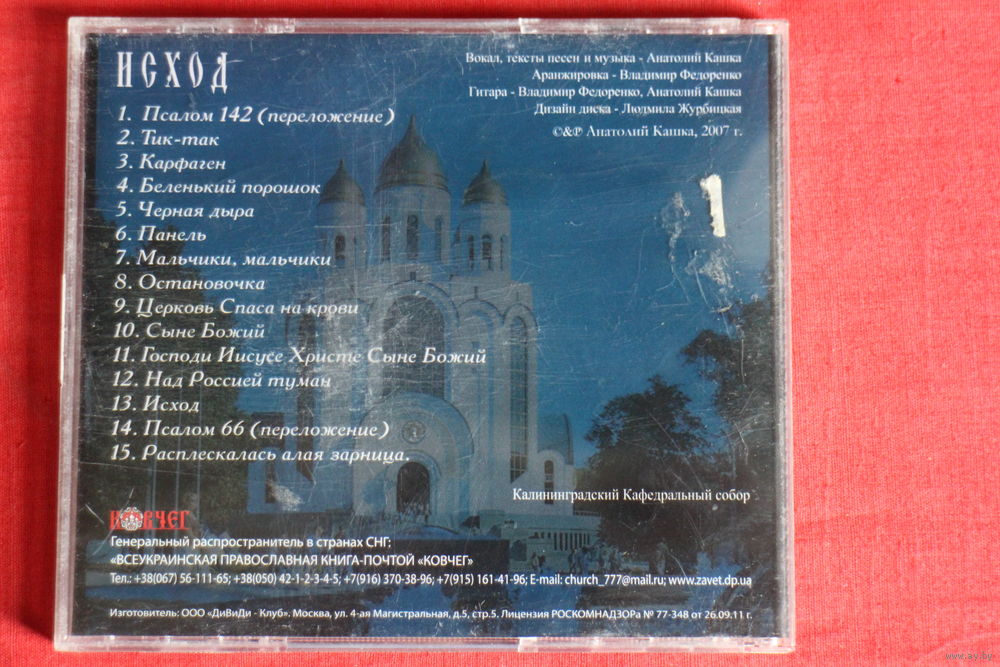 ИСХОД
1. Псалом 142 (переложение)
2. Тик-так
3. Карфаген
4. Беленький порошок
5. Черная дыра
6. Панель
7. Мальчики, мальчики
8. Остановочка
9. Церковь Спаса на крови
10. Сыне Божий
11. Господи Иисусе Христе Сыне Божий
12. Над Россией туман
13. Исход
14. Псалом 66 (переложение)
15. Расплескалась алая зарница.
Вокал, тексты песен и музыка - Анатолий Кашка
Аранжировка - Владимир Федоренко
Гитара - Владимир Федоренко, Анатолий Кашка
Дизайн диска - Людмила Журбицкая
©&℗ Анатолий Кашка, 2007 г.
Калининградский Кафедральный собор
КОВЧЕГ
Генеральный распространитель в странах СНГ:
«ВСЕУКРАИНСКАЯ ПРАВОСЛАВНАЯ КНИГА-ПОЧТОЙ «КОВЧЕГ»
Тел.: +38(067) 56-111-65; +38(050) 42-1-2-3-4-5; +7(916) 370-38-96; +7(915) 161-41-96; E-mail: church_777@mail.ru; www.zavet.dp.ua
Изготовитель: ООО «ДиВиДи - Клуб». Москва, ул. 4-ая Магистральная, д.5, стр.5. Лицензия РОСКОМНАДЗОРа № 77-348 от 26.09.11 г.
www.ay.by